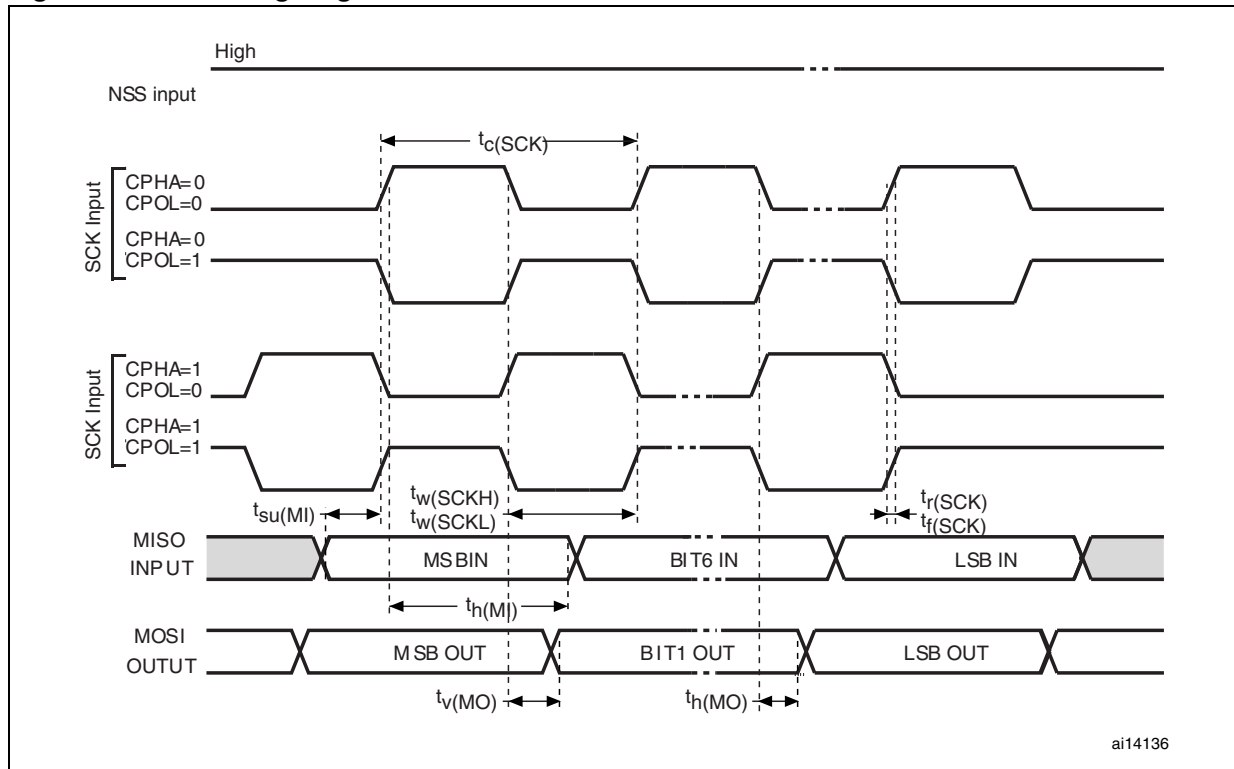 High
NSS input
tc(SCK)
SCK Input
CPHA=0
CPOL=0
CPHA=0
CPOL=1
SCK Input
CPHA=1
CPOL=0
CPHA=1
CPOL=1
tsu(MI)
tw(SCKH)
tw(SCKL)
tr(SCK)
tf(SCK)
MISO
INPUT
MSBIN
BIT6 IN
LSB IN
th(MI)
MOSI
OUTUT
MSB OUT
BIT1 OUT
LSB OUT
tv(MO)
th(MO)
ai14136